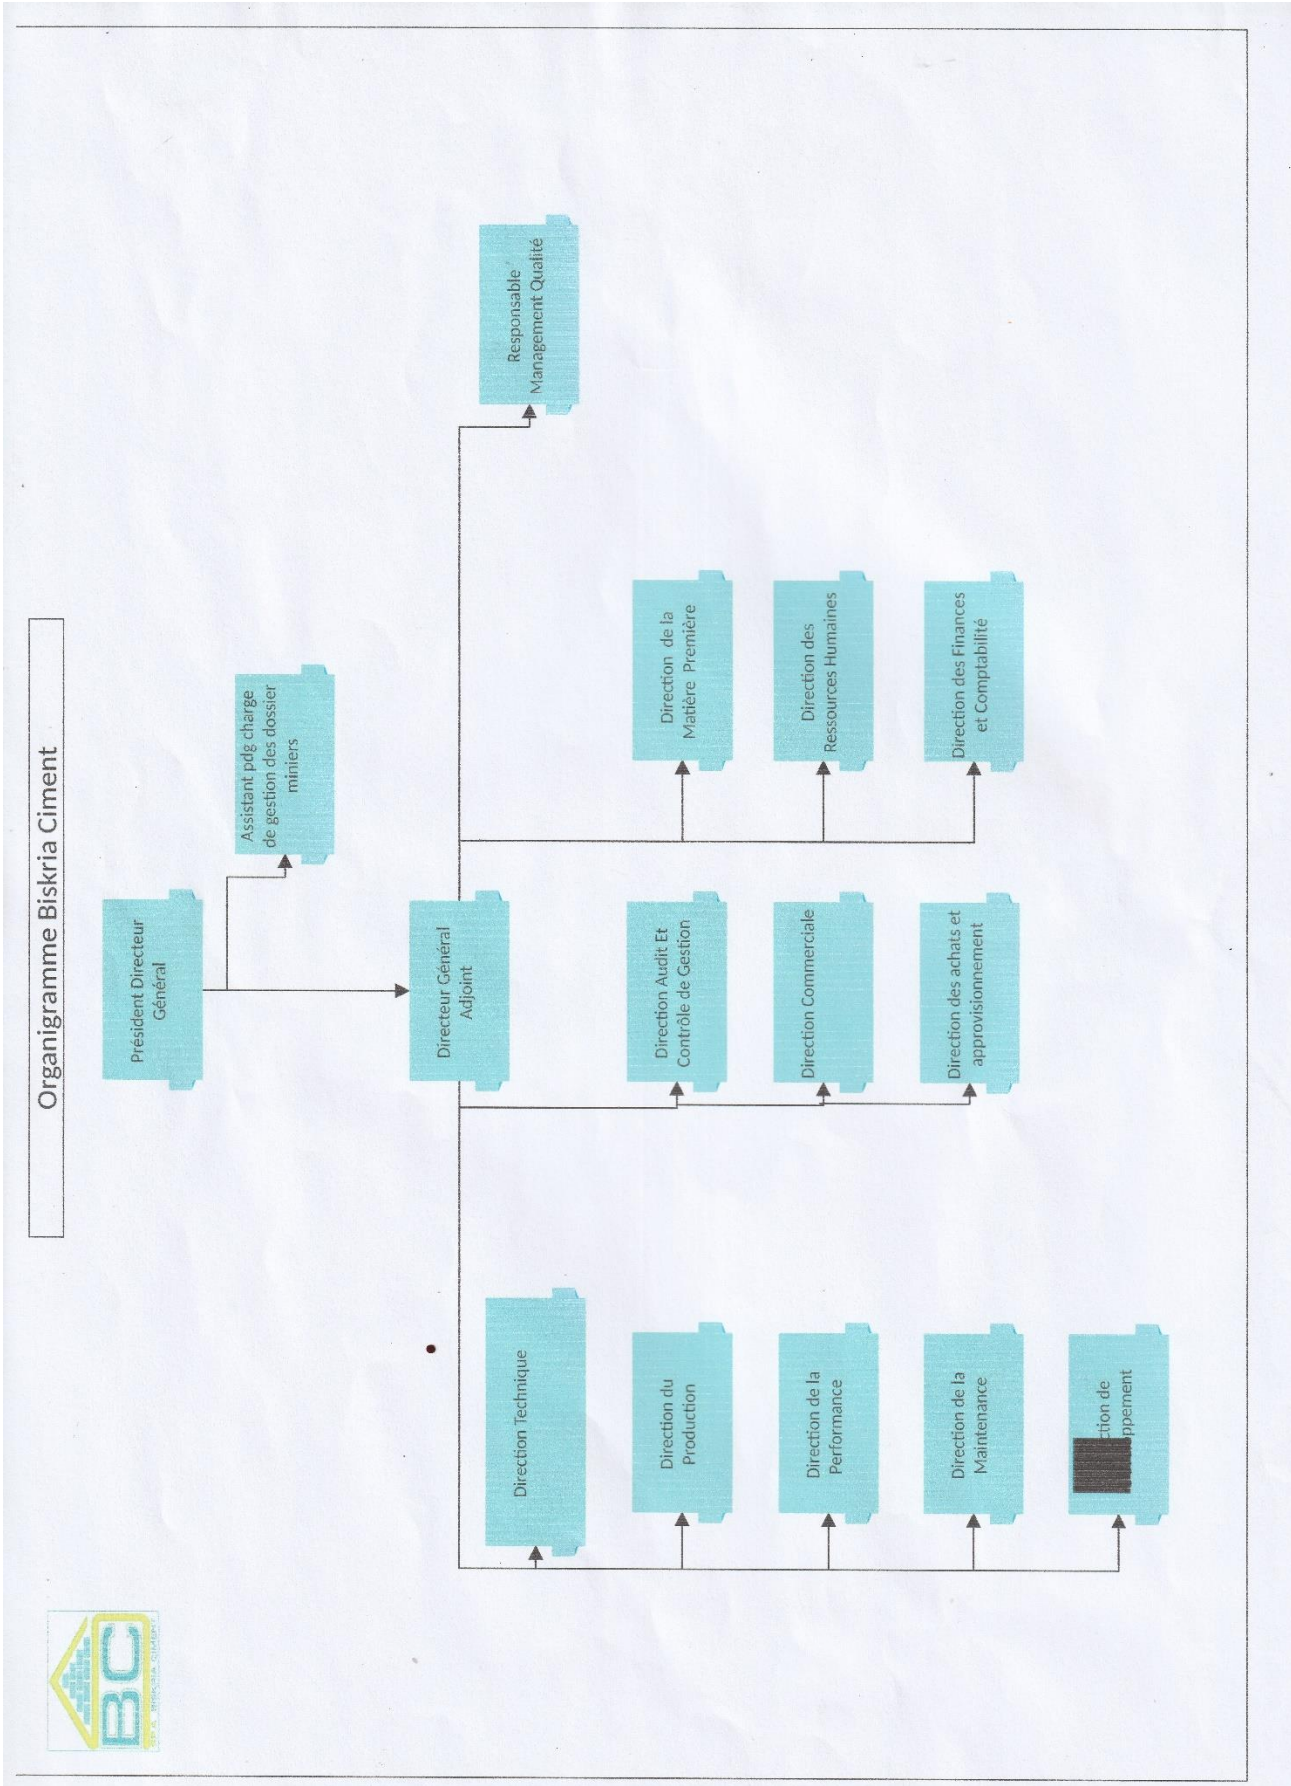 BC
SPA BISKRIA CIMENT
Organigramme Biskria Ciment
Président Directeur
Général
Assistant pdg charge
de gestion des dossier
miniers
Directeur Général
Adjoint
Responsable
Management Qualité
Direction Technique
Direction du
Production
Direction de la
Performance
Direction de la
Maintenance
ction de
ppement
Direction Audit Et
Contrôle de Gestion
Direction Commerciale
Direction des achats et
approvisionnement
Direction de la
Matière Première
Direction des
Ressources Humaines
Direction des Finances
et Comptabilité